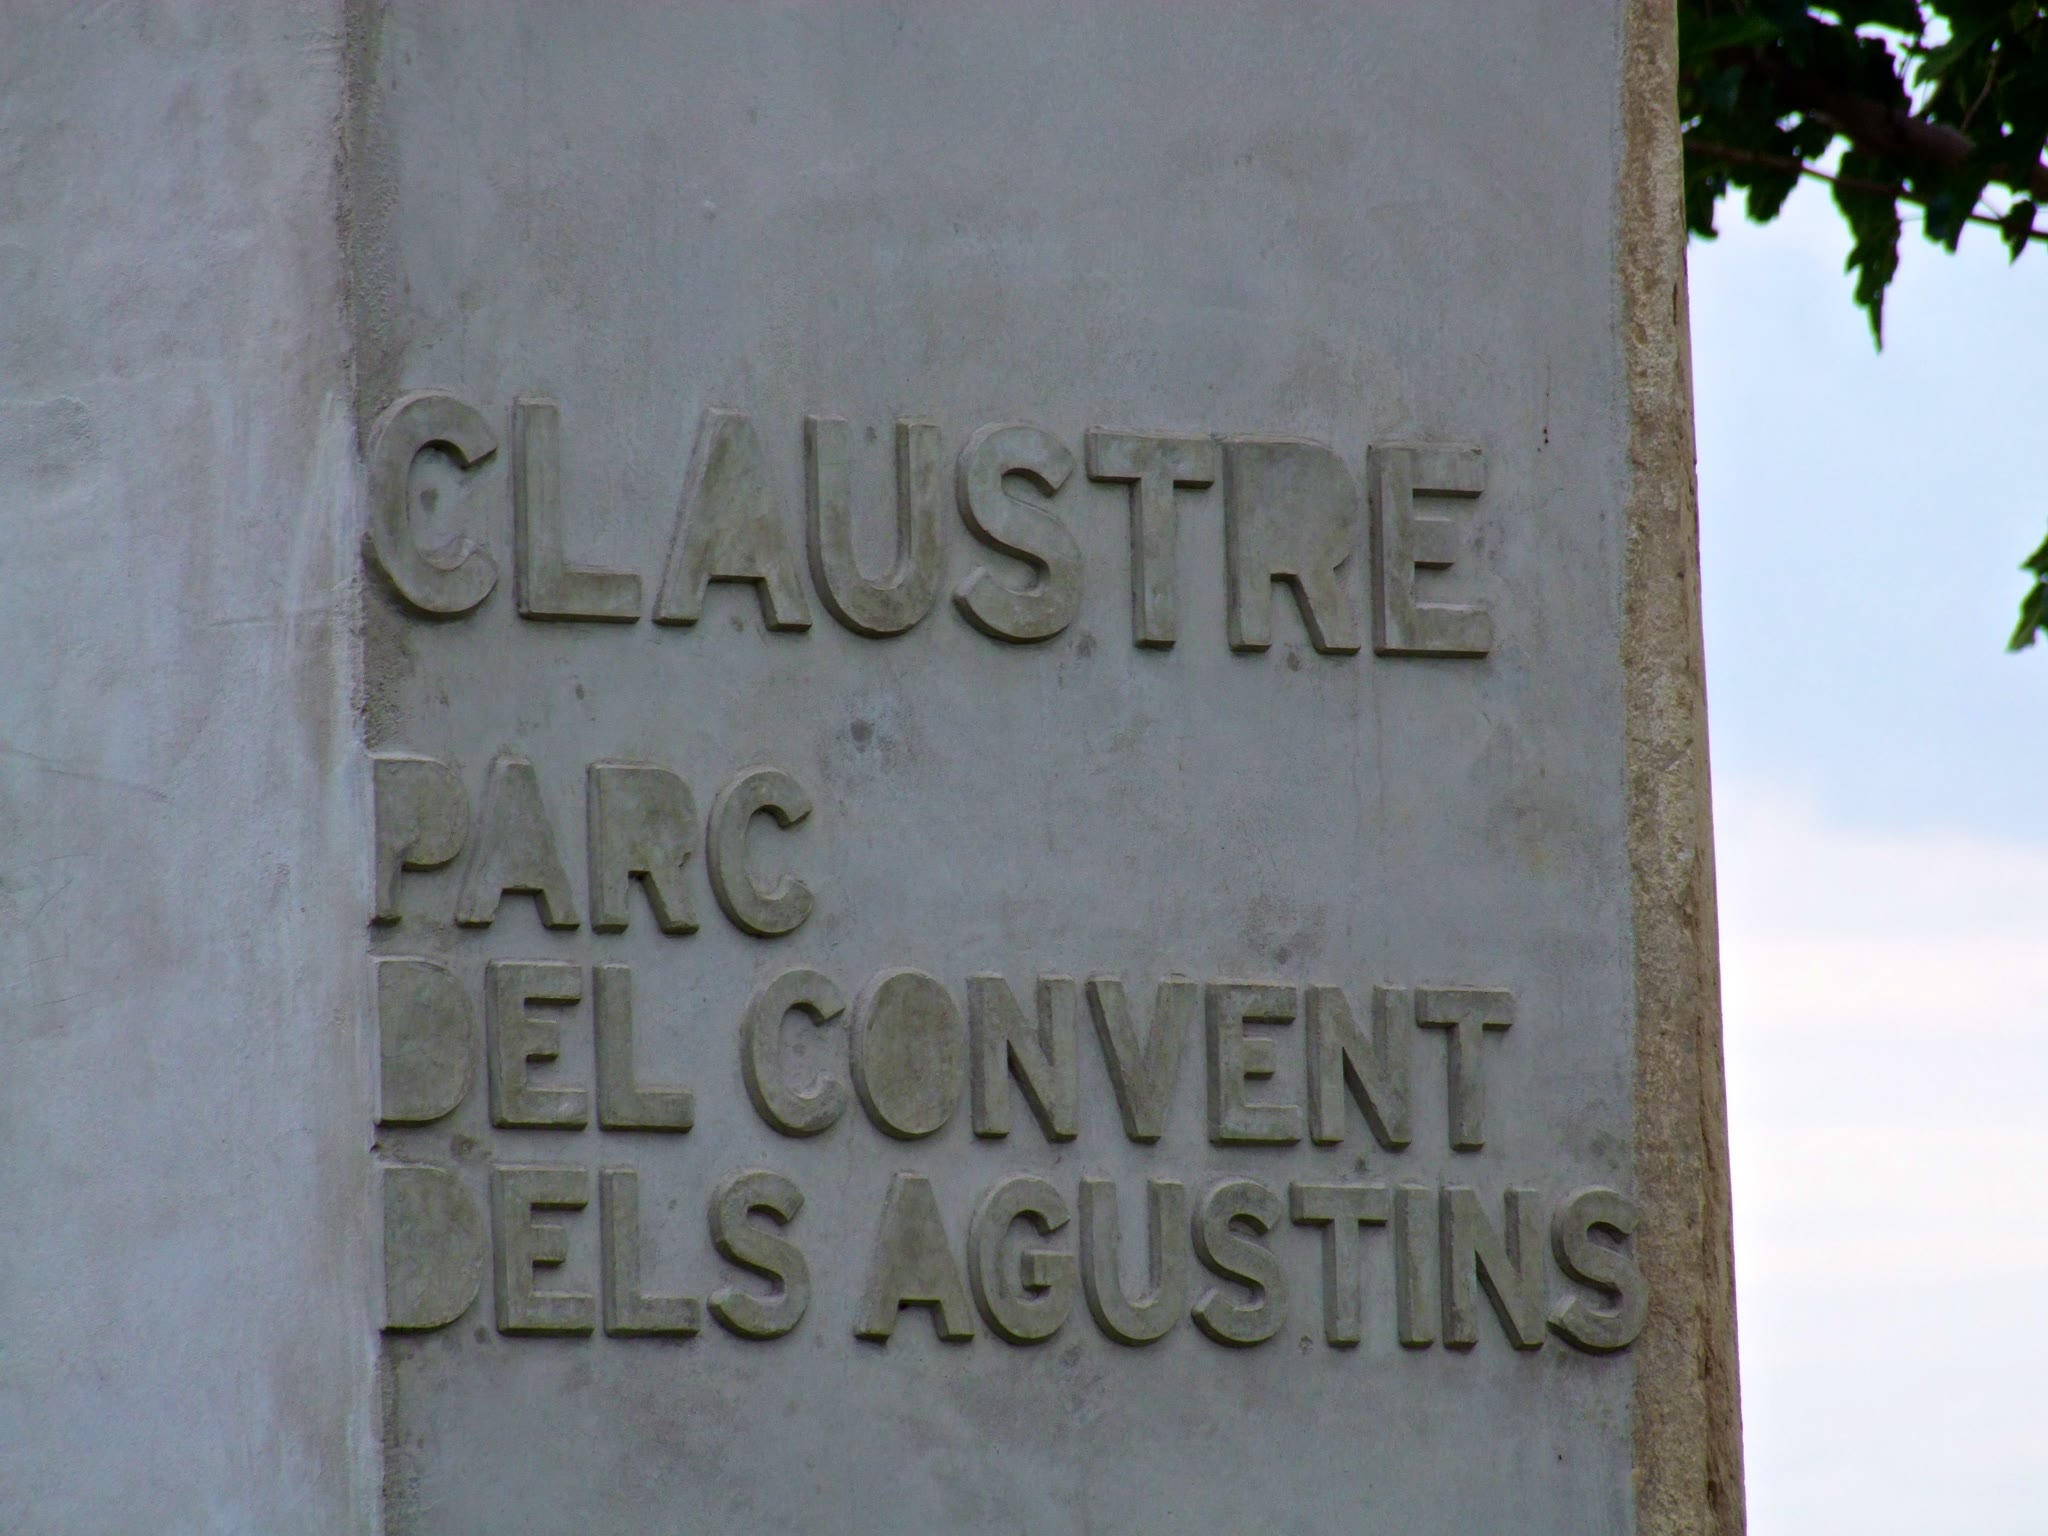 CLAUSTRE
PARC
DEL CONVENT
DELS AGUSTINS